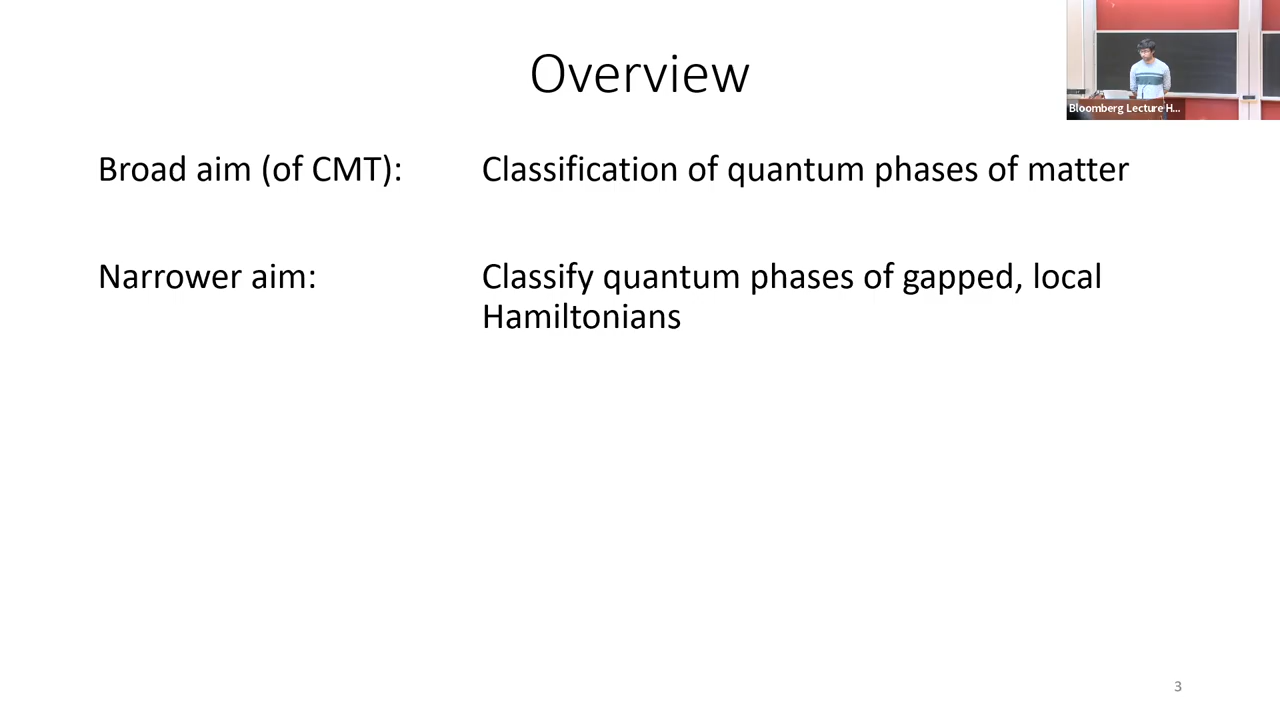 Overview
Bloomberg Lecture H...
Broad aim (of CMT): Classification of quantum phases of matter
Narrower aim: Classify quantum phases of gapped, local
Hamiltonians
3